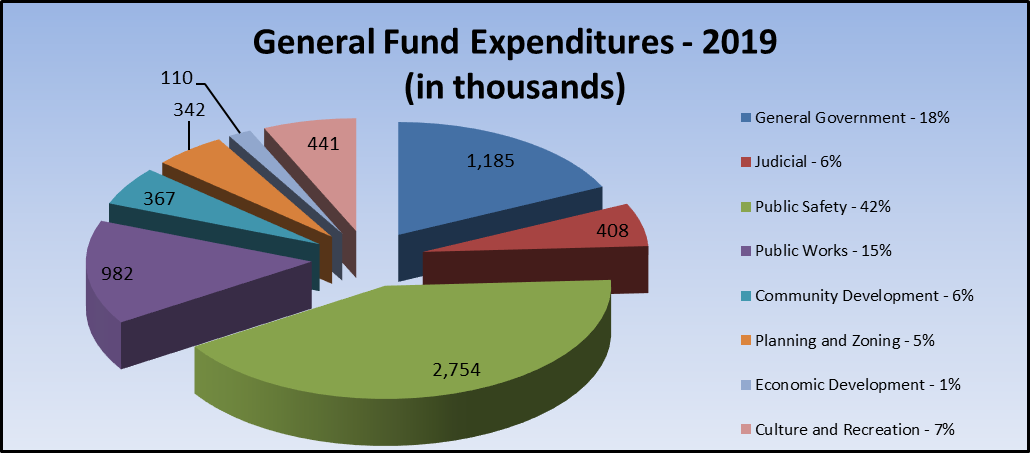 General Fund Expenditures - 2019
(in thousands)
110
342
441
1,185
367
408
982
2,754
General Government - 18%
Judicial - 6%
Public Safety - 42%
Public Works - 15%
Community Development - 6%
Planning and Zoning - 5%
Economic Development - 1%
Culture and Recreation - 7%